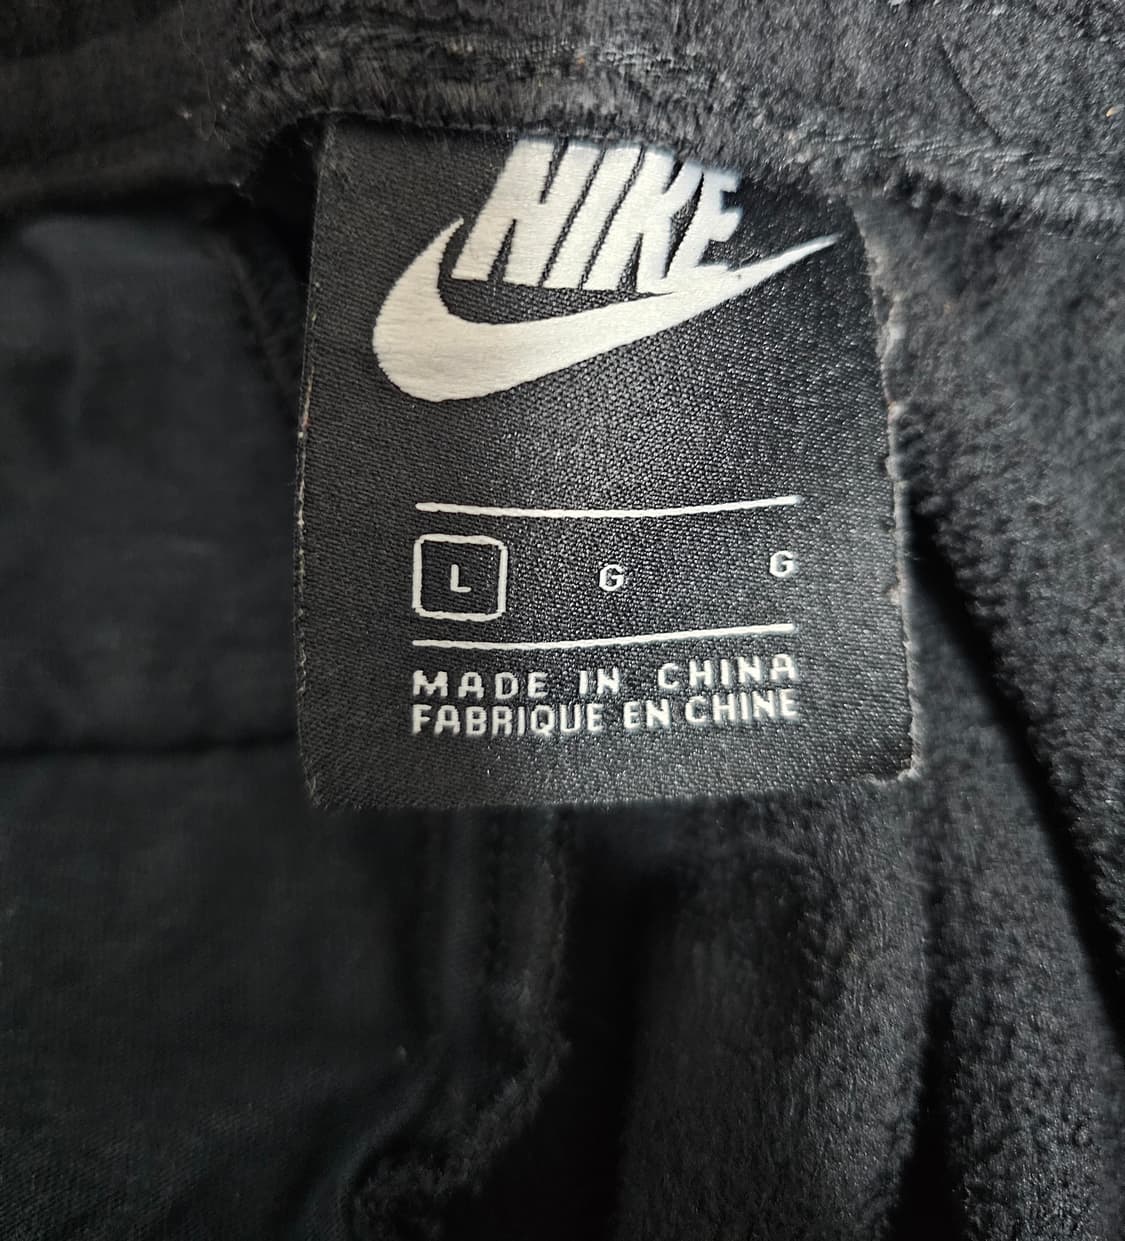 NIKE
L G G
MADE IN CHINA
FABRIQUE EN CHINE